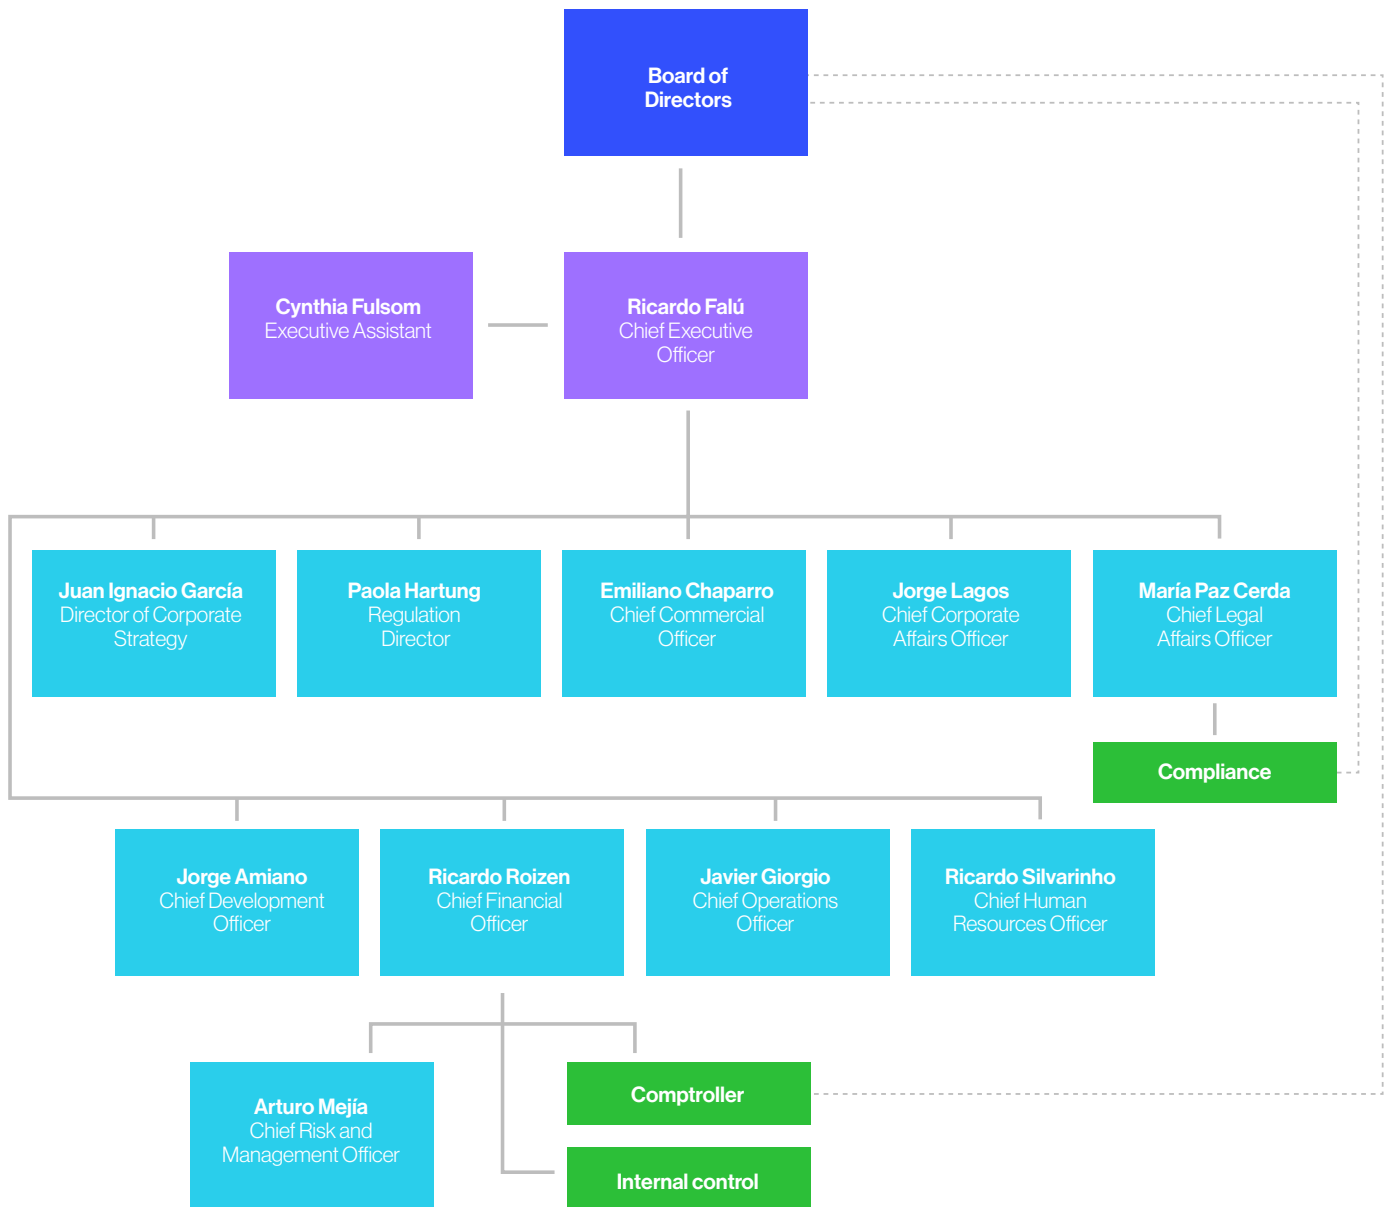 Board of
Directors
Cynthia Fulsom
Executive Assistant
Ricardo Falú
Chief Executive
Officer
Juan Ignacio García
Director of Corporate
Strategy
Paola Hartung
Regulation
Director
Emiliano Chaparro
Chief Commercial
Officer
Jorge Lagos
Chief Corporate
Affairs Officer
María Paz Cerda
Chief Legal
Affairs Officer
Compliance
Jorge Amiano
Chief Development
Officer
Ricardo Roizen
Chief Financial
Officer
Javier Giorgio
Chief Operations
Officer
Ricardo Silvarinho
Chief Human
Resources Officer
Arturo Mejía
Chief Risk and
Management Officer
Comptroller
Internal control